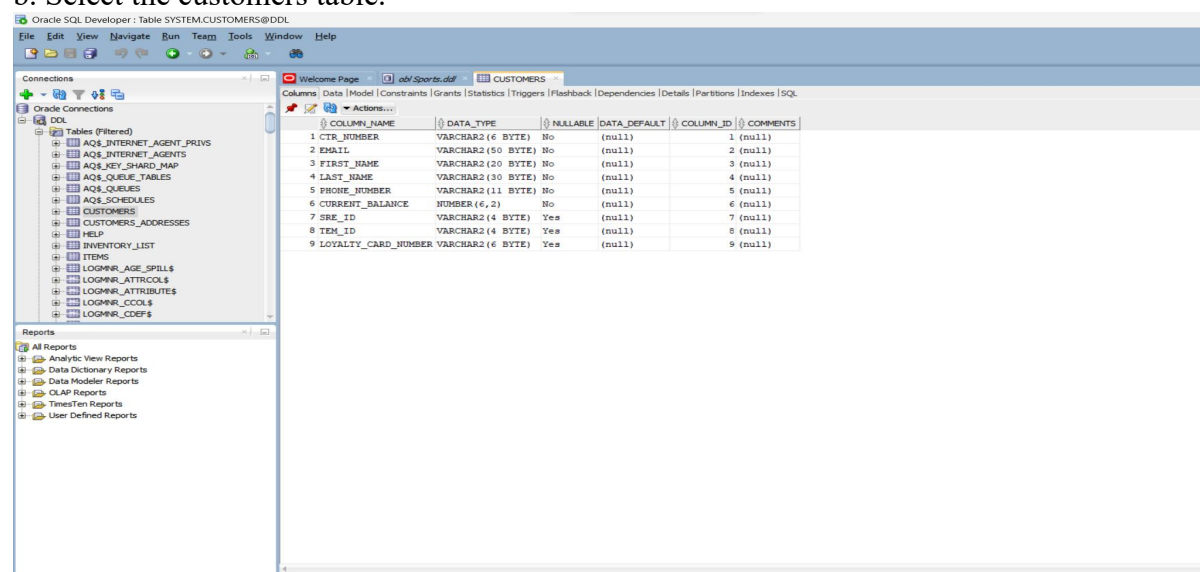 b. Select the customers table.
Oracle SQL Developer : Table SYSTEM.CUSTOMERS@DDL
File Edit View Navigate Run Team Tools Window Help
Connections
Oracle Connections
DDL
Tables (Filtered)
AQ$_INTERNET_AGENT_PRIVS
AQ$_INTERNET_AGENTS
AQ$_KEY_SHARD_MAP
AQ$_QUEUE_TABLES
AQ$_QUEUES
AQ$_SCHEDULES
CUSTOMERS
CUSTOMERS_ADDRESSES
HELP
INVENTORY_LIST
ITEMS
LOGMNR_AGE_SPILL$
LOGMNR_ATTRCOL$
LOGMNR_ATTRIBUTE$
LOGMNR_CCOL$
LOGMNR_CDEF$
Reports
All Reports
Analytic View Reports
Data Dictionary Reports
Data Modeler Reports
OLAP Reports
TimesTen Reports
User Defined Reports
Welcome Page obl Sports.ddl CUSTOMERS
Columns Data |Model |Constraints |Grants |Statistics |Triggers |Flashback |Dependencies |Details |Partitions |Indexes |SQL
Actions...
COLUMN_NAME DATA_TYPE NULLABLE DATA_DEFAULT COLUMN_ID COMMENTS
1 CTR_NUMBER VARCHAR2(6 BYTE) No (null) 1 (null)
2 EMAIL VARCHAR2(50 BYTE) No (null) 2 (null)
3 FIRST_NAME VARCHAR2(20 BYTE) No (null) 3 (null)
4 LAST_NAME VARCHAR2(30 BYTE) No (null) 4 (null)
5 PHONE_NUMBER VARCHAR2(11 BYTE) No (null) 5 (null)
6 CURRENT_BALANCE NUMBER(6,2) No (null) 6 (null)
7 SRE_ID VARCHAR2(4 BYTE) Yes (null) 7 (null)
8 TEM_ID VARCHAR2(4 BYTE) Yes (null) 8 (null)
9 LOYALTY_CARD_NUMBER VARCHAR2(6 BYTE) Yes (null) 9 (null)